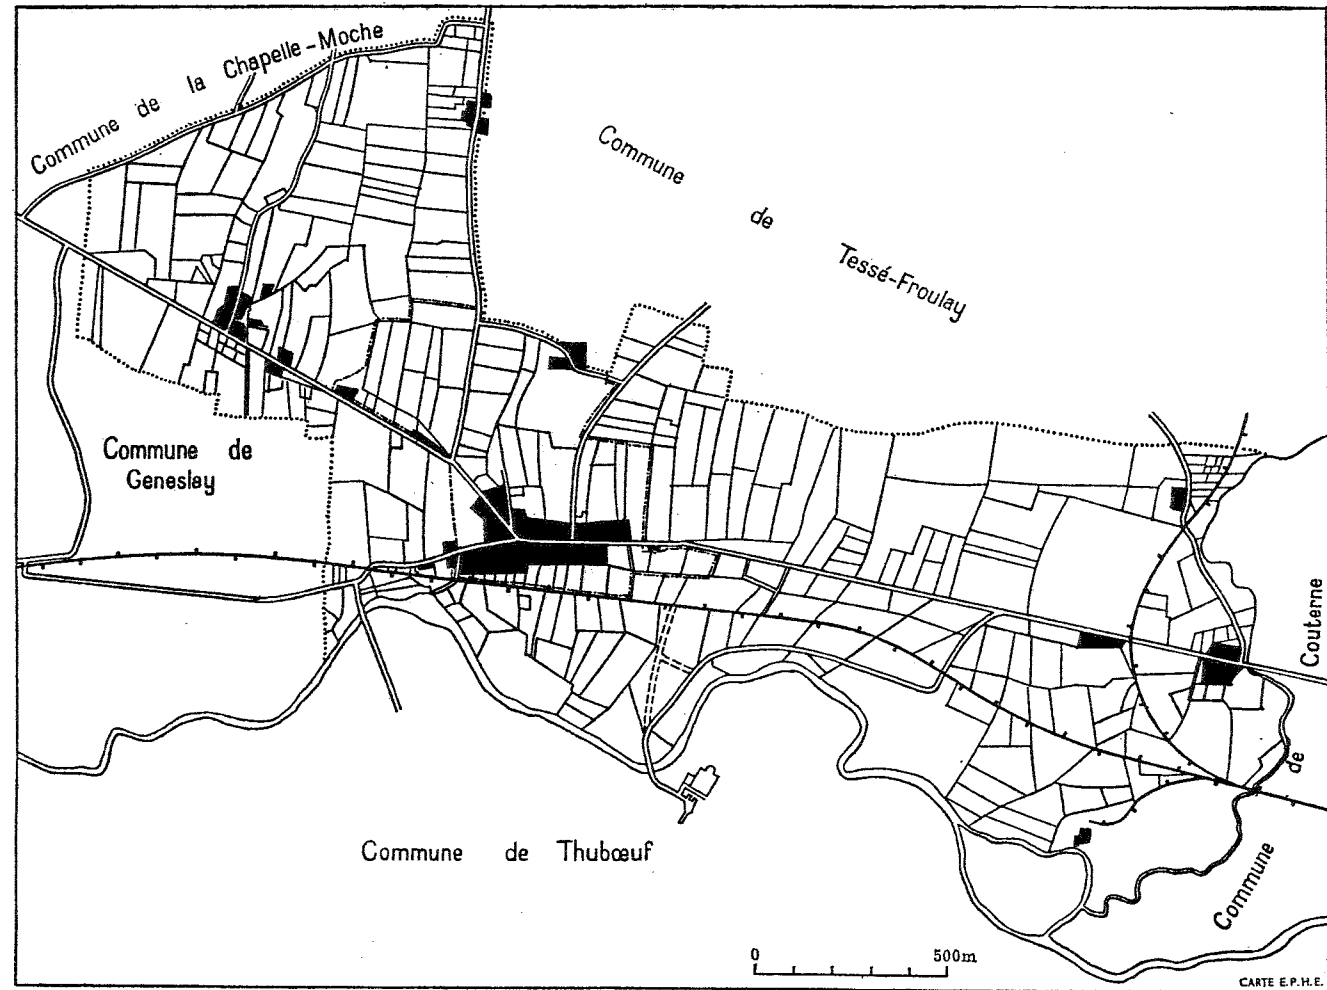 Commune de la Chapelle-Moche
Commune
de
Tessé-Froulay
Commune de
Geneslay
Couterne
de
Commune
Commune de Thubœuf
0 500m
CARTE E.P.H.E.